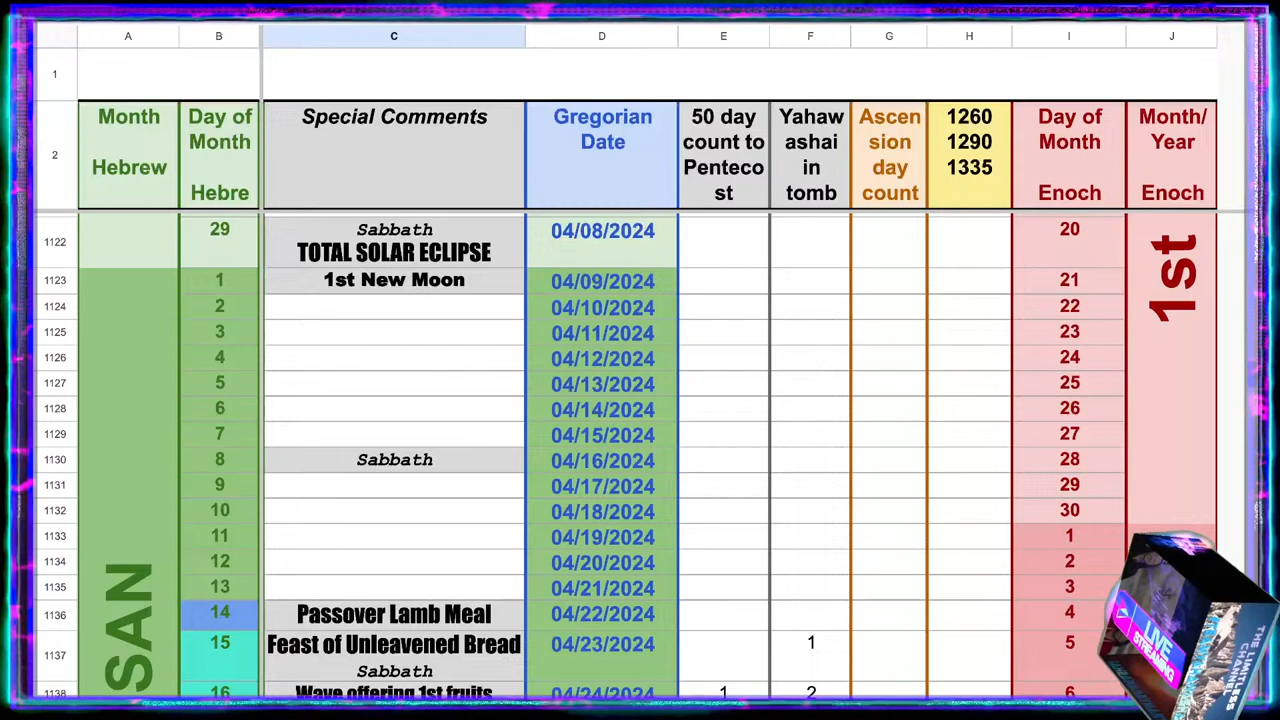 A B C D E F G H I J
1
2 Month Hebrew Day of Month Hebre Special Comments Gregorian Date 50 day count to Penteco st Yahaw ashai in tomb Ascen sion day count 1260 1290 1335 Day of Month Enoch Month/ Year Enoch
1122 29 Sabbath TOTAL SOLAR ECLIPSE 04/08/2024 20 1st
1123 1 1st New Moon 04/09/2024 21
1124 2 04/10/2024 22
1125 3 04/11/2024 23
1126 4 04/12/2024 24
1127 5 04/13/2024 25
1128 6 04/14/2024 26
1129 7 04/15/2024 27
1130 8 Sabbath 04/16/2024 28
1131 9 04/17/2024 29
1132 10 04/18/2024 30
1133 11 04/19/2024 1
1134 12 04/20/2024 2
1135 13 04/21/2024 3
1136 14 Passover Lamb Meal 04/22/2024 4
1137 15 Feast of Unleavened Bread Sabbath 04/23/2024 1 5
1138 16 Wave offering 1st fruits 04/24/2024 1 2 6
SAN
LIVE
STREAMING
THE LIMITLESS
CHANNEL